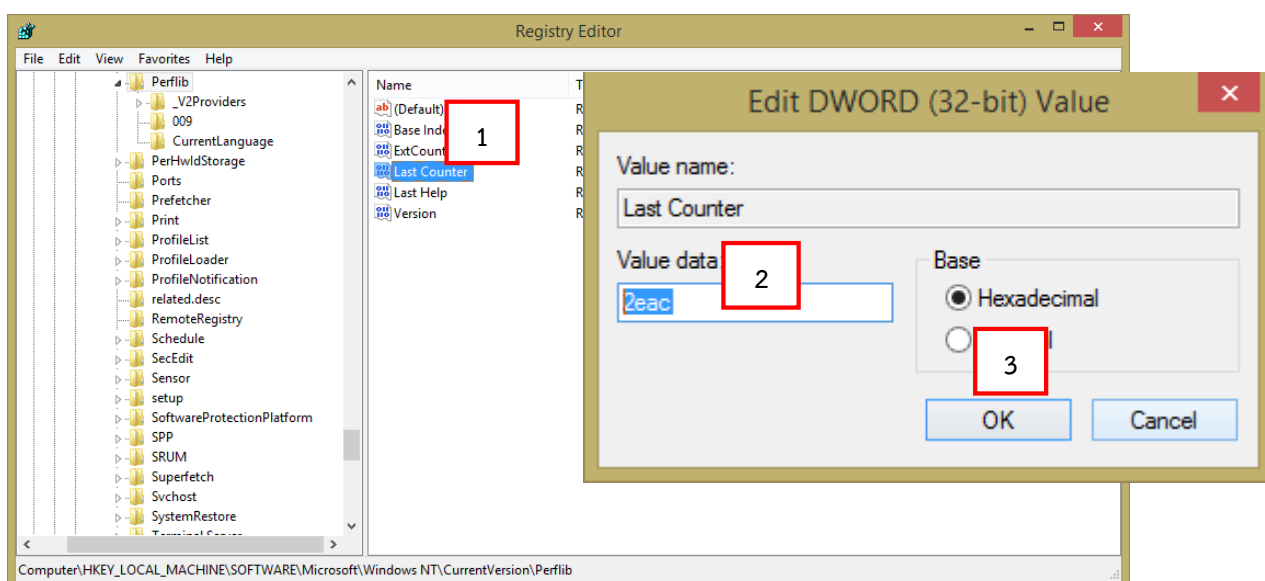 Registry Editor
File Edit View Favorites Help
Perflib
_V2Providers
009
CurrentLanguage
PerHwIdStorage
Ports
Prefetcher
Print
ProfileList
ProfileLoader
ProfileNotification
related.desc
RemoteRegistry
Schedule
SecEdit
Sensor
setup
SoftwareProtectionPlatform
SPP
SRUM
Superfetch
Svchost
SystemRestore
Name
(Default)
Base Inde
ExtCount
Last Counter
Last Help
Version
1
Edit DWORD (32-bit) Value
Value name:
Last Counter
Value data:
2eac
2
Base
Hexadecimal
3
OK Cancel
Computer\HKEY_LOCAL_MACHINE\SOFTWARE\Microsoft\Windows NT\CurrentVersion\Perflib